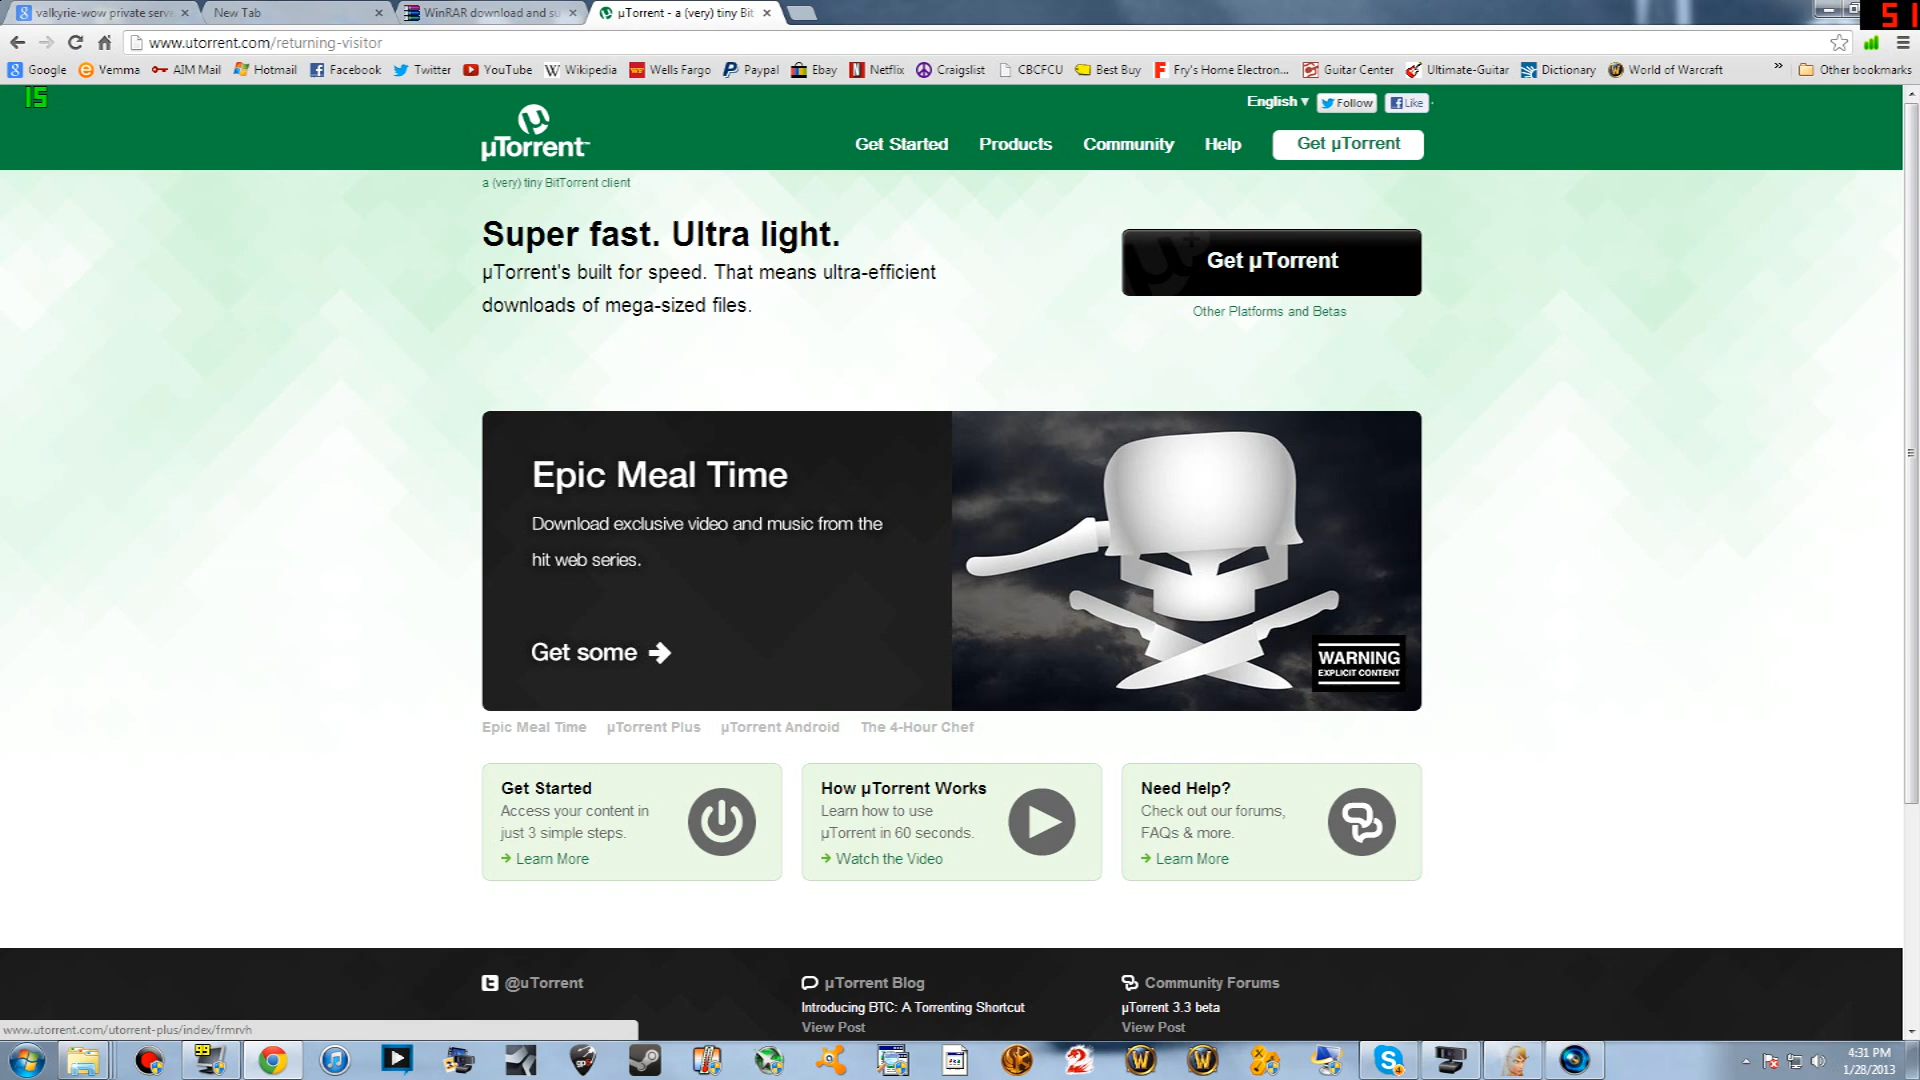 valkyrie-wow private serve
New Tab
WinRAR download and su
µTorrent - a (very) tiny Bit
51
www.utorrent.com/returning-visitor
Google
Vemma
AIM Mail
Hotmail
Facebook
Twitter
YouTube
Wikipedia
Wells Fargo
Paypal
Ebay
Netflix
Craigslist
CBCFCU
Best Buy
Fry's Home Electron...
Guitar Center
Ultimate-Guitar
Dictionary
World of Warcraft
»
Other bookmarks
15
English ▾
Follow
Like
µTorrent™
Get Started
Products
Community
Help
Get µTorrent
a (very) tiny BitTorrent client
Super fast. Ultra light.
µTorrent's built for speed. That means ultra-efficient
downloads of mega-sized files.
Get µTorrent
Other Platforms and Betas
Epic Meal Time
Download exclusive video and music from the
hit web series.
Get some
WARNING
EXPLICIT CONTENT
Epic Meal Time
µTorrent Plus
µTorrent Android
The 4-Hour Chef
Get Started
Access your content in
just 3 simple steps.
Learn More
How µTorrent Works
Learn how to use
µTorrent in 60 seconds.
Watch the Video
Need Help?
Check out our forums,
FAQs & more.
Learn More
@uTorrent
µTorrent Blog
Introducing BTC: A Torrenting Shortcut
View Post
Community Forums
µTorrent 3.3 beta
View Post
www.utorrent.com/utorrent-plus/index/frmrvh
4:31 PM
1/28/2013